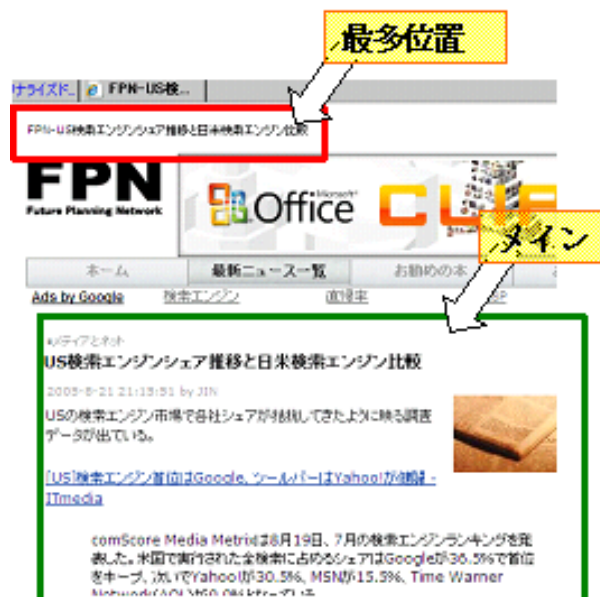 最多位置
ナライズド_ FPN-US検...
FPN-US検索エンジンシェア推移と日米検索エンジン比較
FPN
Future Planning Network
Microsoft
Office
メイン
ホーム 最新ニュース一覧 お勧めの本
Ads by Google 検索エンジン 直帰率
メディアとネット
US検索エンジンシェア推移と日米検索エンジン比較
21:15:51 by JIN
USの検索エンジン市場で各社シェアが拮抗してきたように映る調査
データが出ている。
[US]検索エンジン首位はGoogle、ツールバーはYahoo!が健闘 -
ITmedia
comScore Media Metrixは8月19日、7月の検索エンジンランキングを発
表した。米国で実行された全検索に占めるシェアはGoogleが36.5%で首位
をキープ、次いでYahoo!が30.5%、MSNが15.5%、Time Warner